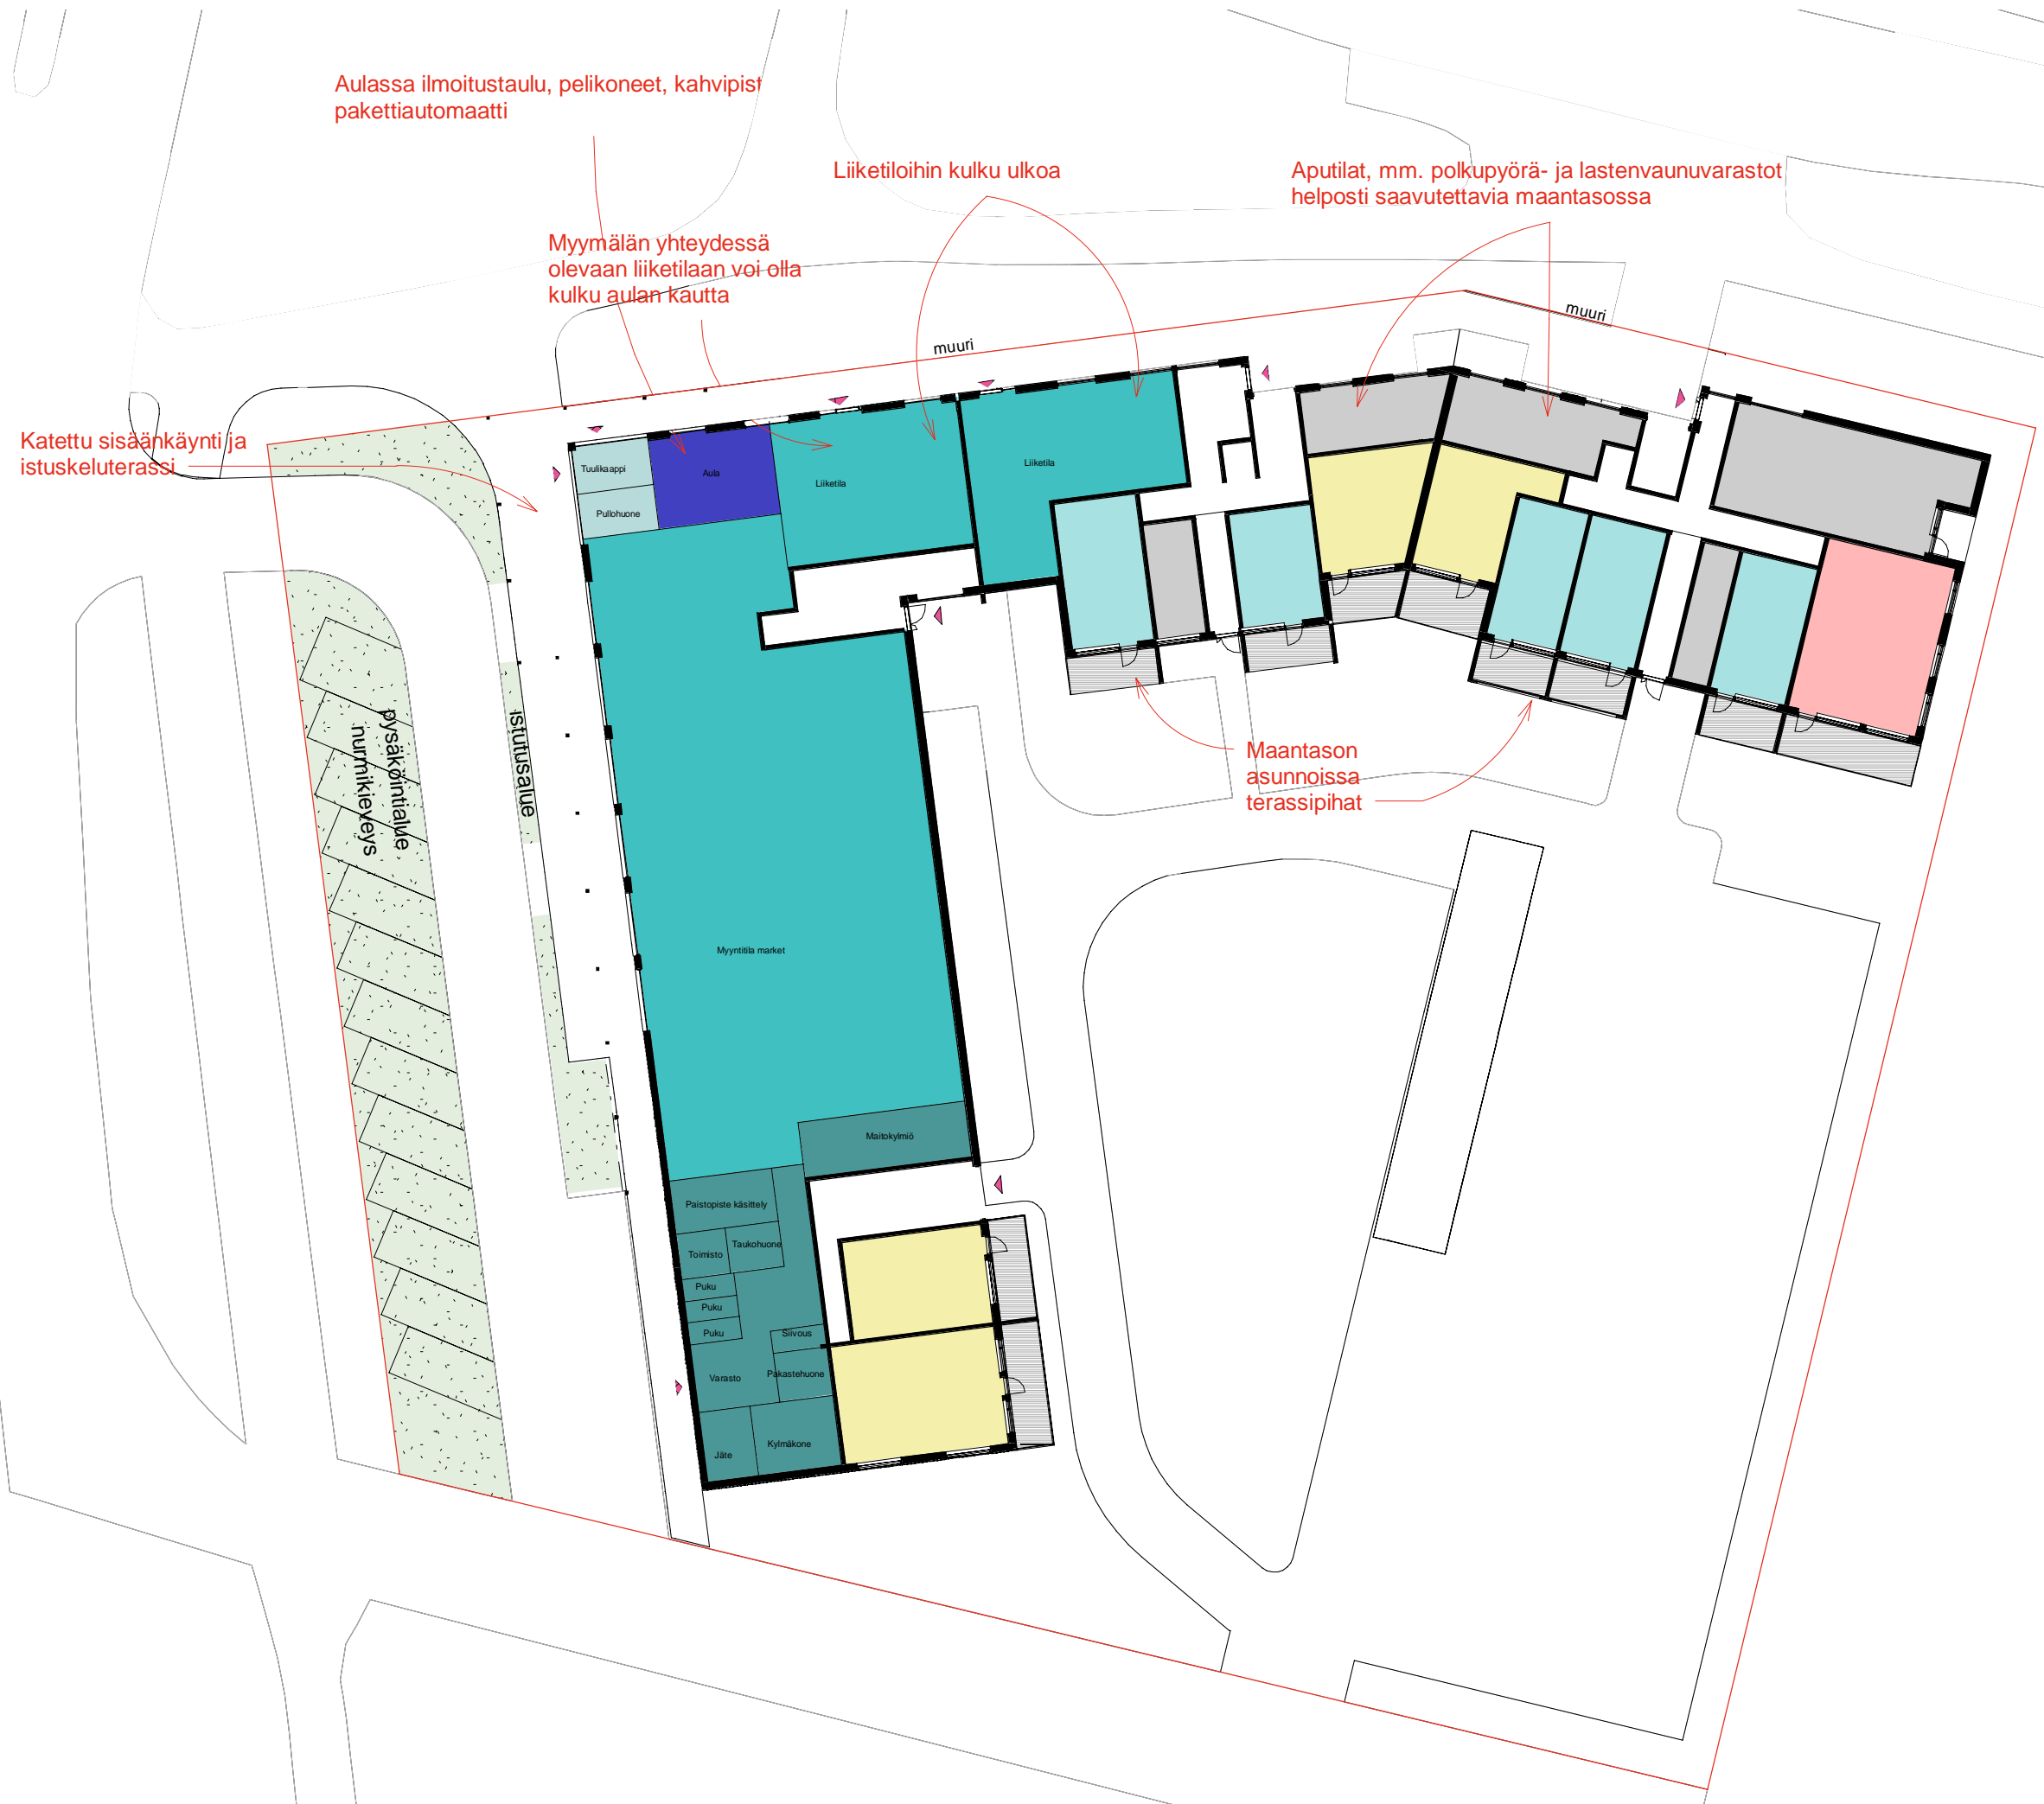 Aulassa ilmoitustaulu, pelikoneet, kahvipist
pakettiautomaatti
Liiketiloihin kulku ulkoa
Aputilat, mm. polkupyörä- ja lastenvaunuvarastot
helposti saavutettavia maantasossa
Myymälän yhteydessä
olevaan liiketilaan voi olla
kulku aulan kautta
muuri
muuri
Katettu sisäänkäynti ja
istuskeluterassi
Tuulikaappi
Aula
Liiketila
Liiketila
Pullohuone
pysäköintialue
nurmikiveys
istutusalue
Maantason
asunnoissa
terassipihat
Myyntitila market
Maitokylmiö
Paistopiste käsittely
Toimisto
Taukohuone
Puku
Puku
Puku
Siivous
Varasto
Pakastehuone
Jäte
Kylmäkone